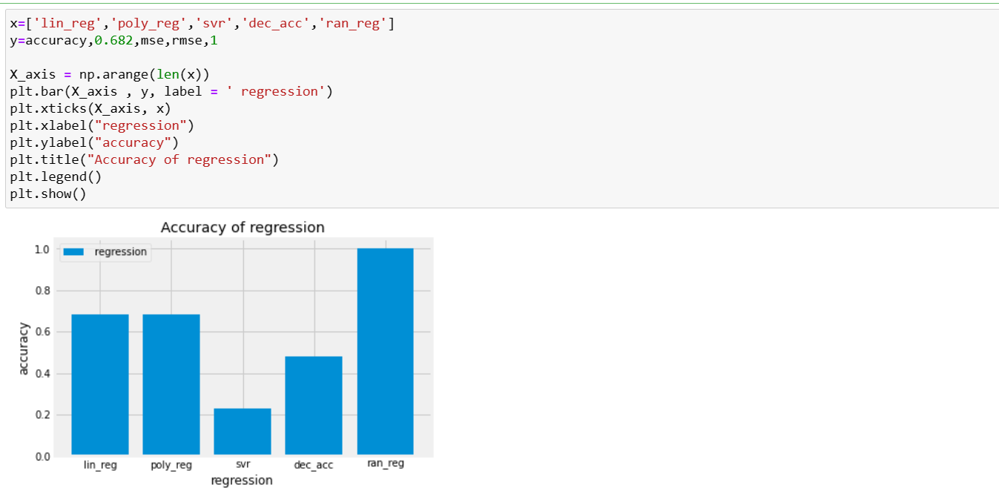 x=['lin_reg','poly_reg','svr','dec_acc','ran_reg']
y=accuracy,0.682,mse,rmse,1
X_axis = np.arange(len(x))
plt.bar(X_axis , y, label = ' regression')
plt.xticks(X_axis, x)
plt.xlabel("regression")
plt.ylabel("accuracy")
plt.title("Accuracy of regression")
plt.legend()
plt.show()
Accuracy of regression
regression
accuracy
1.0
0.8
0.6
0.4
0.2
0.0
lin_reg poly_reg svr dec_acc ran_reg
regression